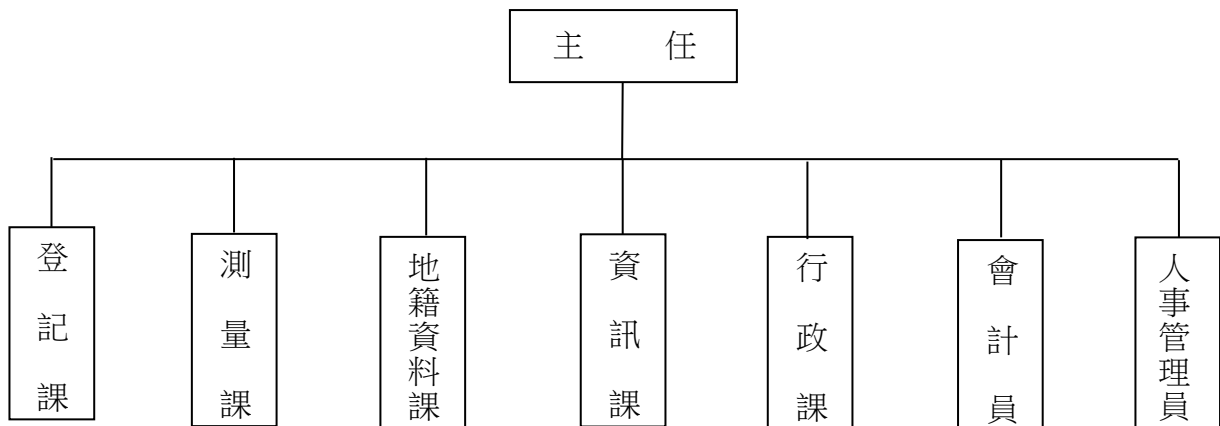 主任
登記課
測量課
地籍資料課
資訊課
行政課
會計員
人事管理員